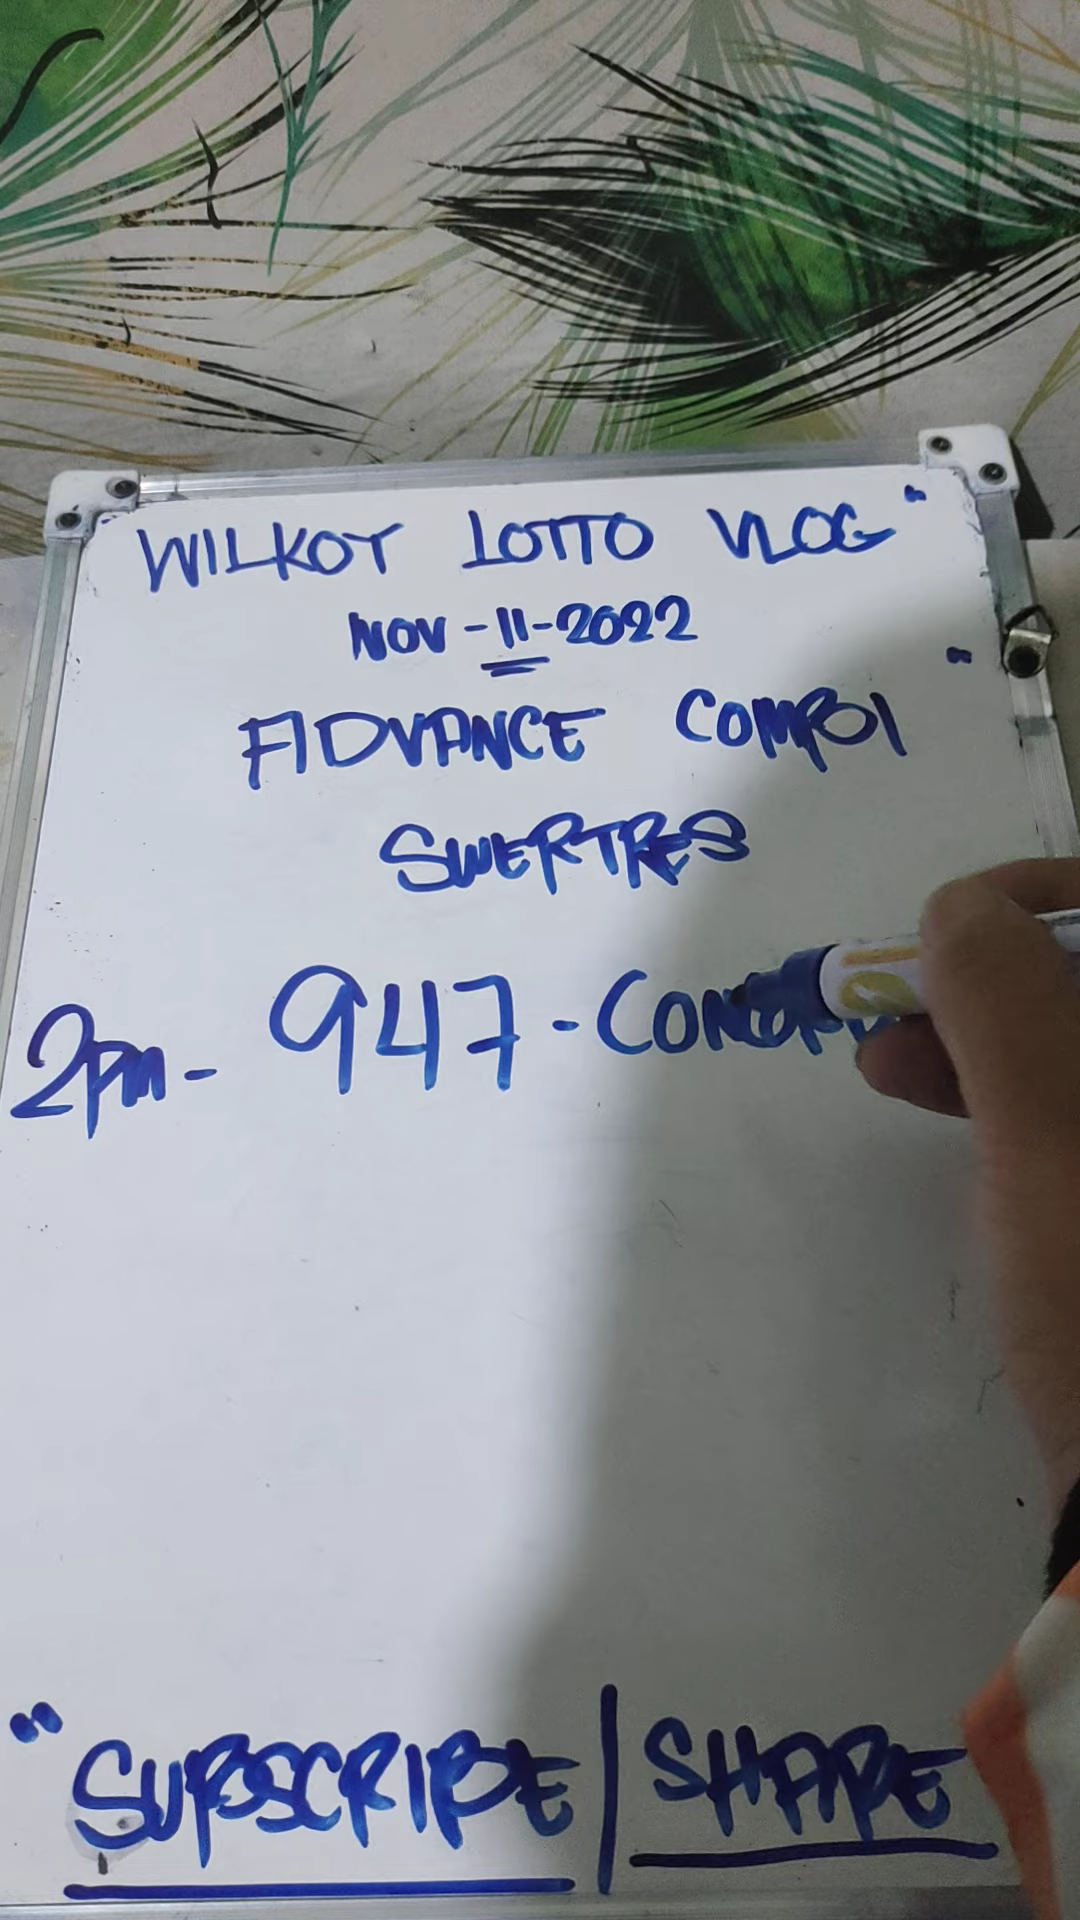 WILKOT LOTTO VLOG "
NOV-11-2022
ADVANCE COMBI "
SWERTRES
2PM- 947-
" SUBSCRIBE | SHARE